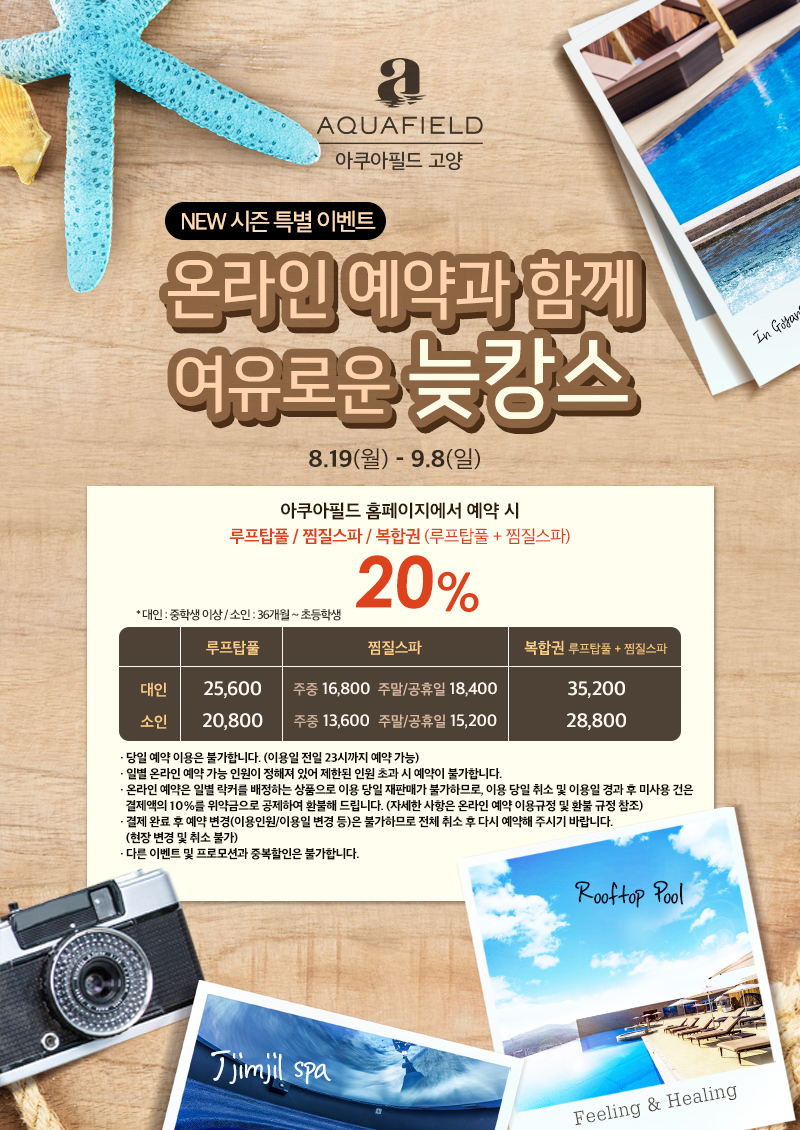 a
AQUAFIELD
아쿠아필드 고양
NEW 시즌 특별 이벤트
온라인 예약과 함께
여유로운 늦캉스
8.19(월) - 9.8(일)
아쿠아필드 홈페이지에서 예약 시
루프탑풀 / 찜질스파 / 복합권 (루프탑풀 + 찜질스파)
20%
* 대인 : 중학생 이상 / 소인 : 36개월 ~ 초등학생
루프탑풀 찜질스파 복합권 루프탑풀 + 찜질스파
대인 25,600 주중 16,800 주말/공휴일 18,400 35,200
소인 20,800 주중 13,600 주말/공휴일 15,200 28,800
· 당일 예약 이용은 불가합니다. (이용일 전일 23시까지 예약 가능)
· 일별 온라인 예약 가능 인원이 정해져 있어 제한된 인원 초과 시 예약이 불가합니다.
· 온라인 예약은 일별 락커를 배정하는 상품으로 이용 당일 재판매가 불가하므로, 이용 당일 취소 및 이용일 경과 후 미사용 건은
결제액의 10%를 위약금으로 공제하여 환불해 드립니다. (자세한 사항은 온라인 예약 이용규정 및 환불 규정 참조)
· 결제 완료 후 예약 변경(이용인원/이용일 변경 등)은 불가하므로 전체 취소 후 다시 예약해 주시기 바랍니다.
(현장 변경 및 취소 불가)
· 다른 이벤트 및 프로모션과 중복할인은 불가합니다.
In Goyang
Rooftop Pool
Tjimjil spa
Feeling & Healing